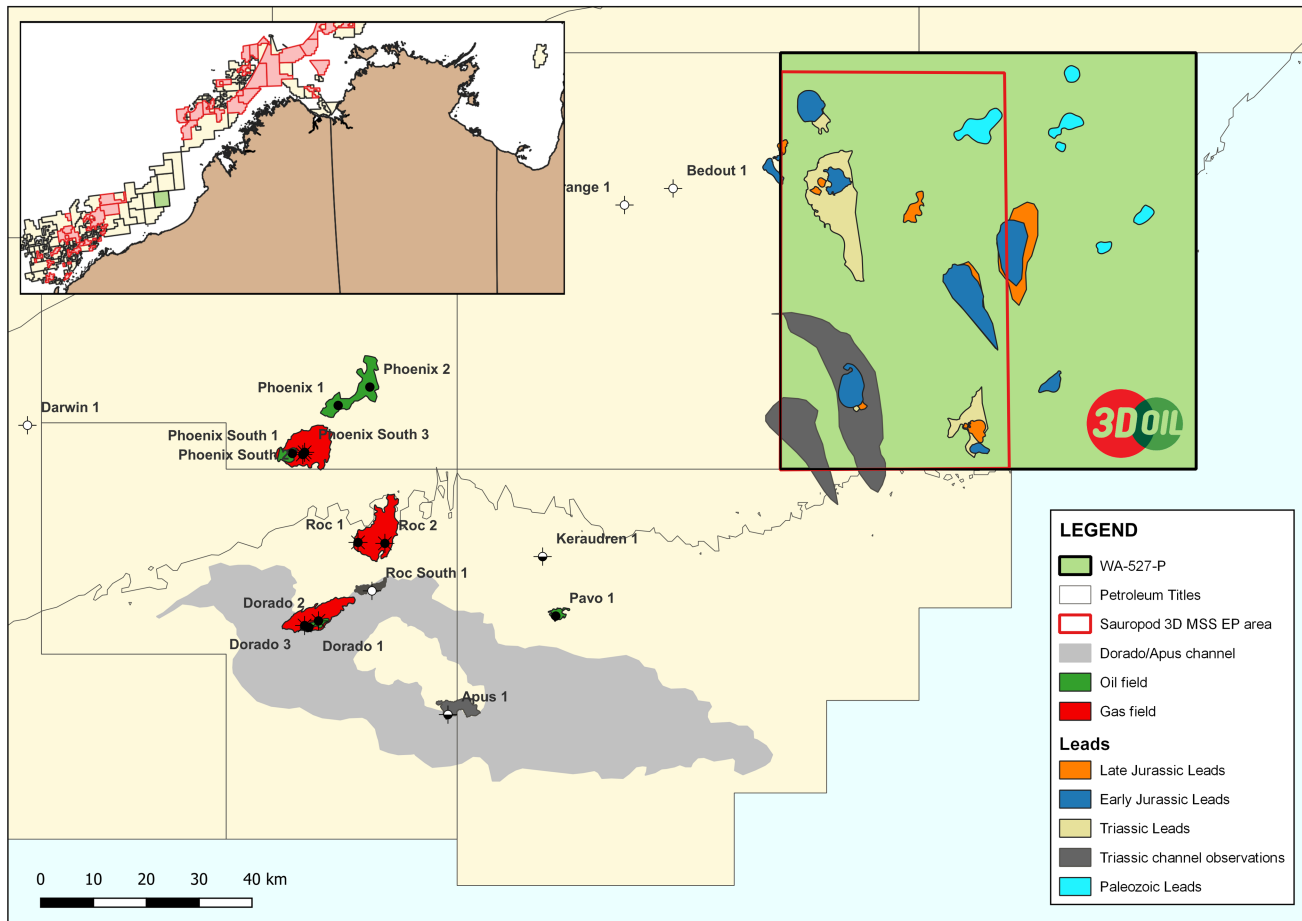 Bedout 1
range 1
Phoenix 2
Phoenix 1
Darwin 1
Phoenix South 1
Phoenix South 3
Phoenix South
3D OIL
Roc 1
Roc 2
Keraudren 1
Roc South 1
Dorado 2
Pavo 1
Dorado 3
Dorado 1
Apus 1
LEGEND
WA-527-P
Petroleum Titles
Sauropod 3D MSS EP area
Dorado/Apus channel
Oil field
Gas field
Leads
Late Jurassic Leads
Early Jurassic Leads
Triassic Leads
Triassic channel observations
Paleozoic Leads
0 10 20 30 40 km